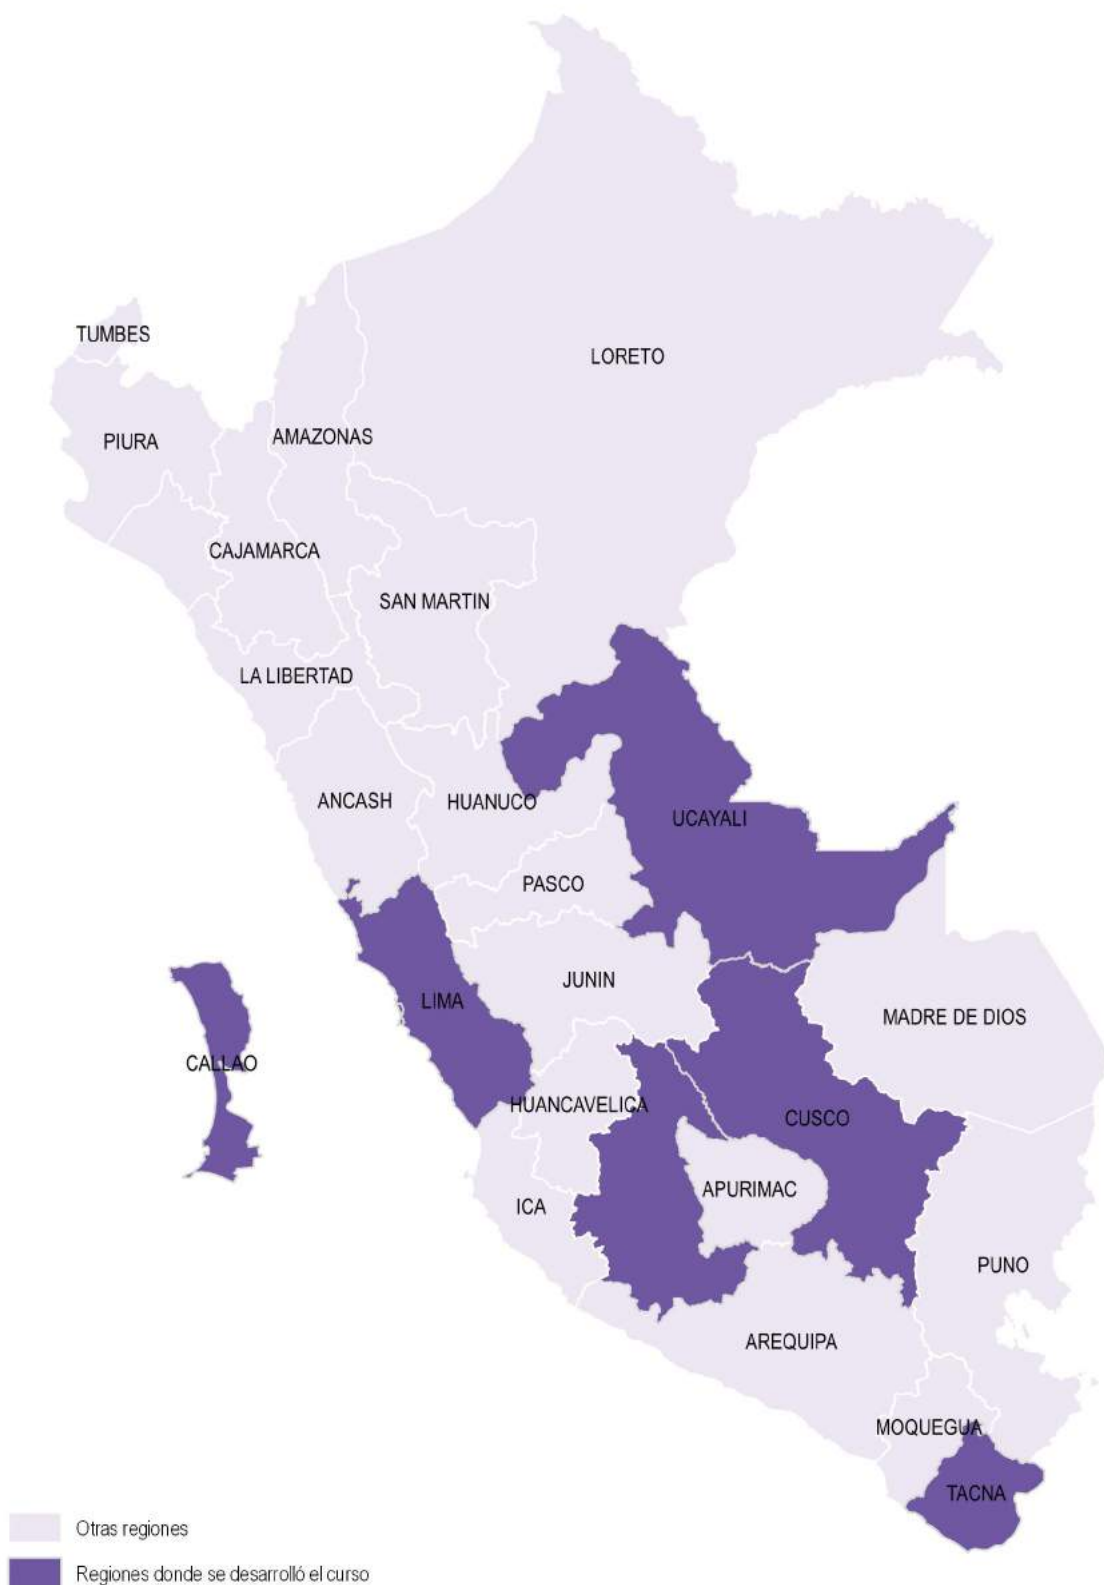 TUMBES
LORETO
PIURA
AMAZONAS
CAJAMARCA
SAN MARTIN
LA LIBERTAD
ANCASH
HUANUCO
UCAYALI
PASCO
JUNIN
LIMA
MADRE DE DIOS
CALLAO
HUANCAVELICA
CUSCO
APURIMAC
ICA
PUNO
AREQUIPA
MOQUEGUA
TACNA
Otras regiones
Regiones donde se desarrolló el curso